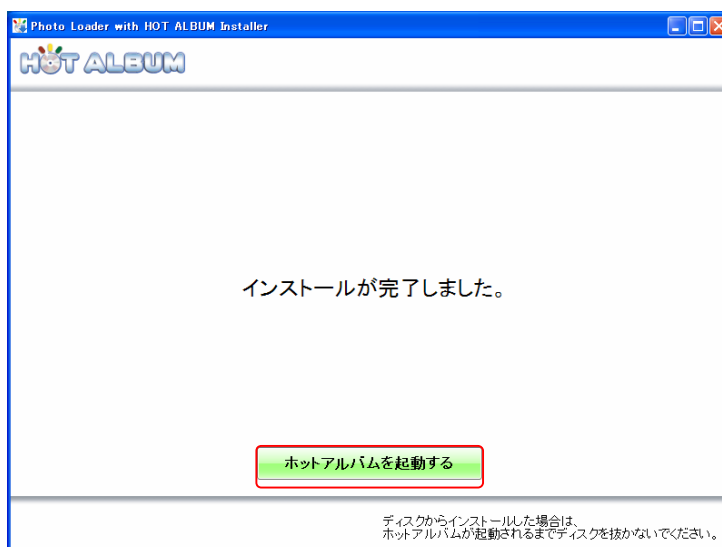 Photo Loader with HOT ALBUM Installer
HOT ALBUM
インストールが完了しました。
ホットアルバムを起動する
ディスクからインストールした場合は、
ホットアルバムが起動されるまでディスクを抜かないでください。